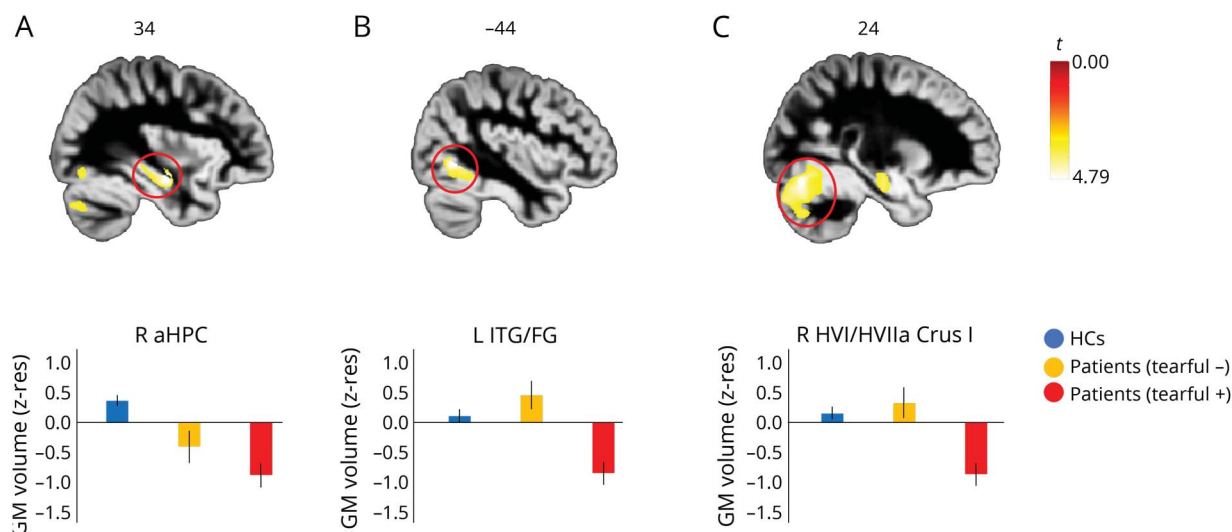 A 34 B –44 C 24
t
0.00
4.79
R aHPC
GM volume (z-res)
1.0
0.5
0.0
–0.5
–1.0
–1.5
L ITG/FG
GM volume (z-res)
1.0
0.5
0.0
–0.5
–1.0
–1.5
R HVI/HVIIa Crus I
GM volume (z-res)
1.0
0.5
0.0
–0.5
–1.0
–1.5
HCs
Patients (tearful –)
Patients (tearful +)